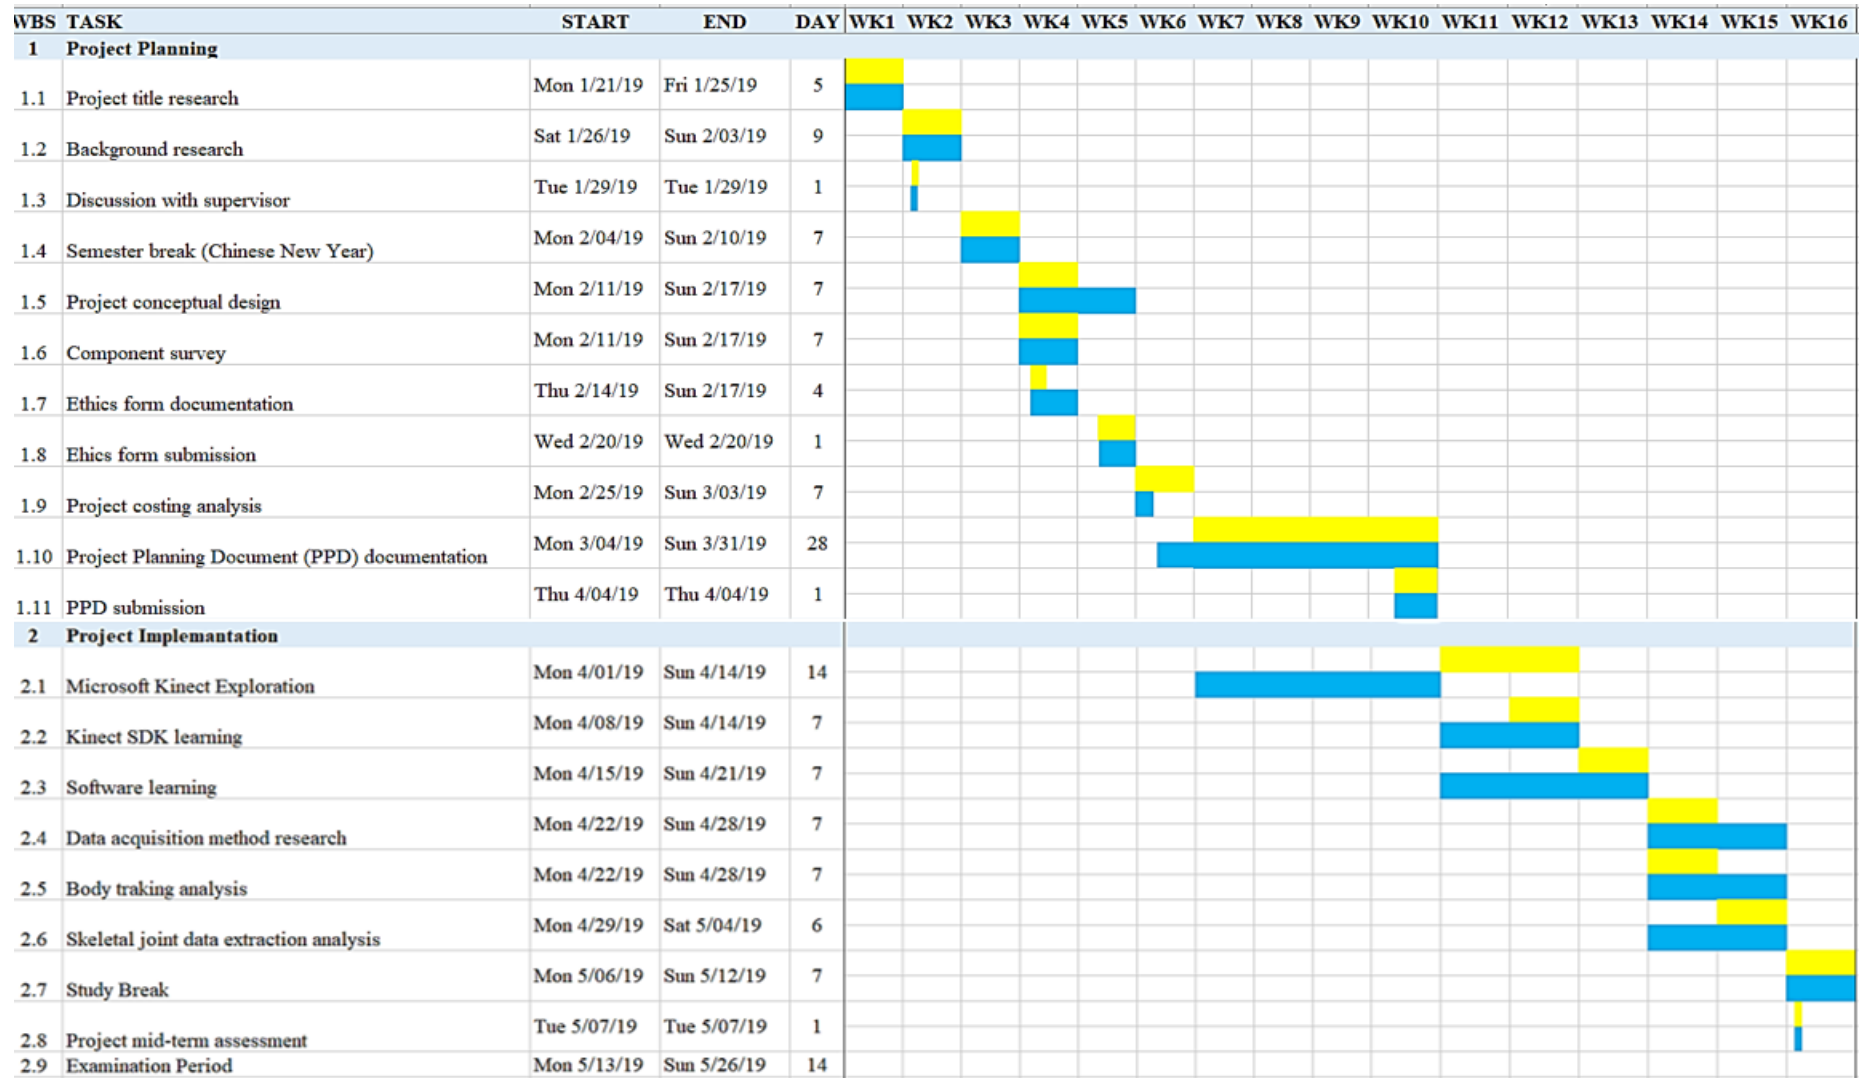 WBS TASK START END DAY WK1 WK2 WK3 WK4 WK5 WK6 WK7 WK8 WK9 WK10 WK11 WK12 WK13 WK14 WK15 WK16
1 Project Planning
1.1 Project title research Mon 1/21/19 Fri 1/25/19 5
1.2 Background research Sat 1/26/19 Sun 2/03/19 9
1.3 Discussion with supervisor Tue 1/29/19 Tue 1/29/19 1
1.4 Semester break (Chinese New Year) Mon 2/04/19 Sun 2/10/19 7
1.5 Project conceptual design Mon 2/11/19 Sun 2/17/19 7
1.6 Component survey Mon 2/11/19 Sun 2/17/19 7
1.7 Ethics form documentation Thu 2/14/19 Sun 2/17/19 4
1.8 Ehics form submission Wed 2/20/19 Wed 2/20/19 1
1.9 Project costing analysis Mon 2/25/19 Sun 3/03/19 7
1.10 Project Planning Document (PPD) documentation Mon 3/04/19 Sun 3/31/19 28
1.11 PPD submission Thu 4/04/19 Thu 4/04/19 1
2 Project Implemantation
2.1 Microsoft Kinect Exploration Mon 4/01/19 Sun 4/14/19 14
2.2 Kinect SDK learning Mon 4/08/19 Sun 4/14/19 7
2.3 Software learning Mon 4/15/19 Sun 4/21/19 7
2.4 Data acquisition method research Mon 4/22/19 Sun 4/28/19 7
2.5 Body traking analysis Mon 4/22/19 Sun 4/28/19 7
2.6 Skeletal joint data extraction analysis Mon 4/29/19 Sat 5/04/19 6
2.7 Study Break Mon 5/06/19 Sun 5/12/19 7
2.8 Project mid-term assessment Tue 5/07/19 Tue 5/07/19 1
2.9 Examination Period Mon 5/13/19 Sun 5/26/19 14